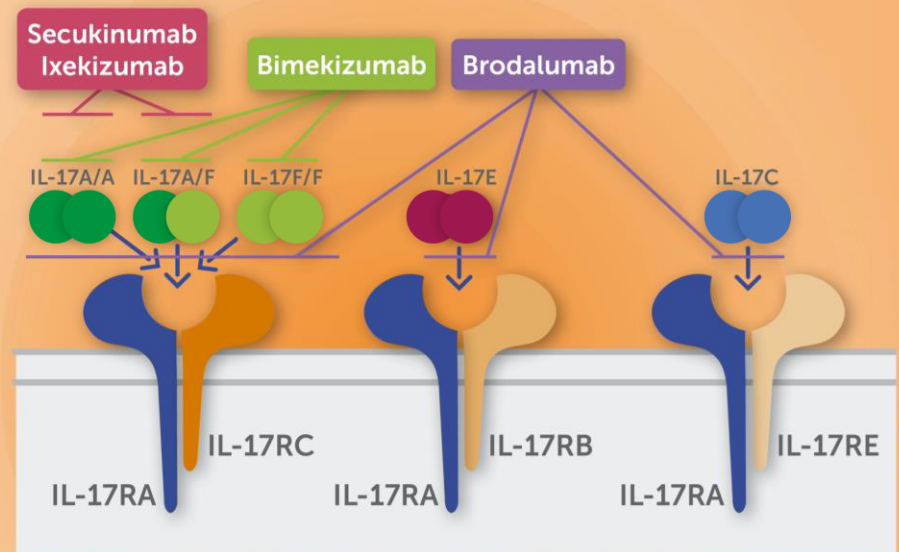 Secukinumab
Ixekizumab
Bimekizumab
Brodalumab
IL-17A/A
IL-17A/F
IL-17F/F
IL-17E
IL-17C
IL-17RC
IL-17RA
IL-17RB
IL-17RA
IL-17RE
IL-17RA